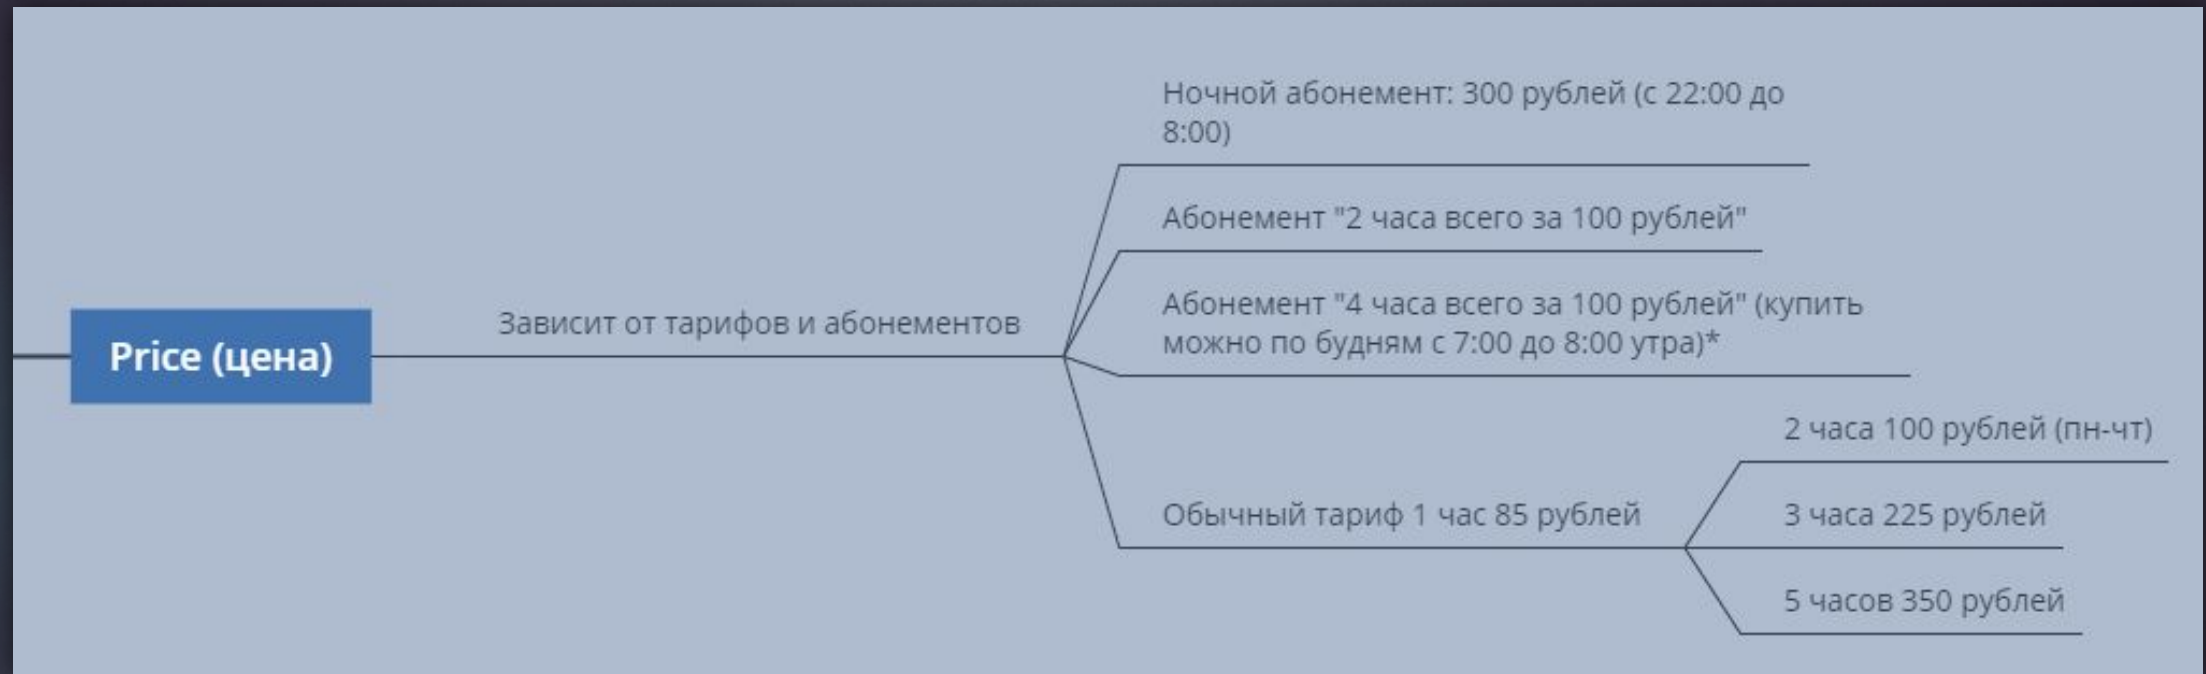 Ночной абонемент: 300 рублей (с 22:00 до
8:00)
Абонемент "2 часа всего за 100 рублей"
Абонемент "4 часа всего за 100 рублей" (купить
можно по будням с 7:00 до 8:00 утра)*
Зависит от тарифов и абонементов
Price (цена)
2 часа 100 рублей (пн-чт)
Обычный тариф 1 час 85 рублей
3 часа 225 рублей
5 часов 350 рублей